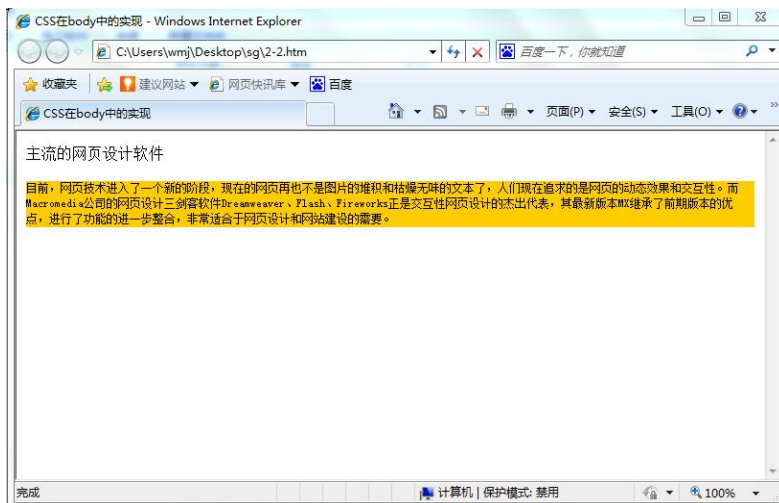 CSS在body中的实现 - Windows Internet Explorer
C:\Users\wmj\Desktop\sg\2-2.htm
百度一下,你就知道
收藏夹 建议网站 网页快讯库 百度
CSS在body中的实现 页面(P) 安全(S) 工具(O)
主流的网页设计软件
目前,网页技术进入了一个新的阶段,现在的网页再也不是图片的堆积和枯燥无味的文本了,人们现在追求的是网页的动态效果和交互性。而
Macromedia公司的网页设计三剑客软件Dreamweaver、Flash、Fireworks正是交互性网页设计的杰出代表,其最新版本MX继承了前期版本的优
点,进行了功能的进一步整合,非常适合于网页设计和网站建设的需要。
完成 计算机 | 保护模式: 禁用 100%